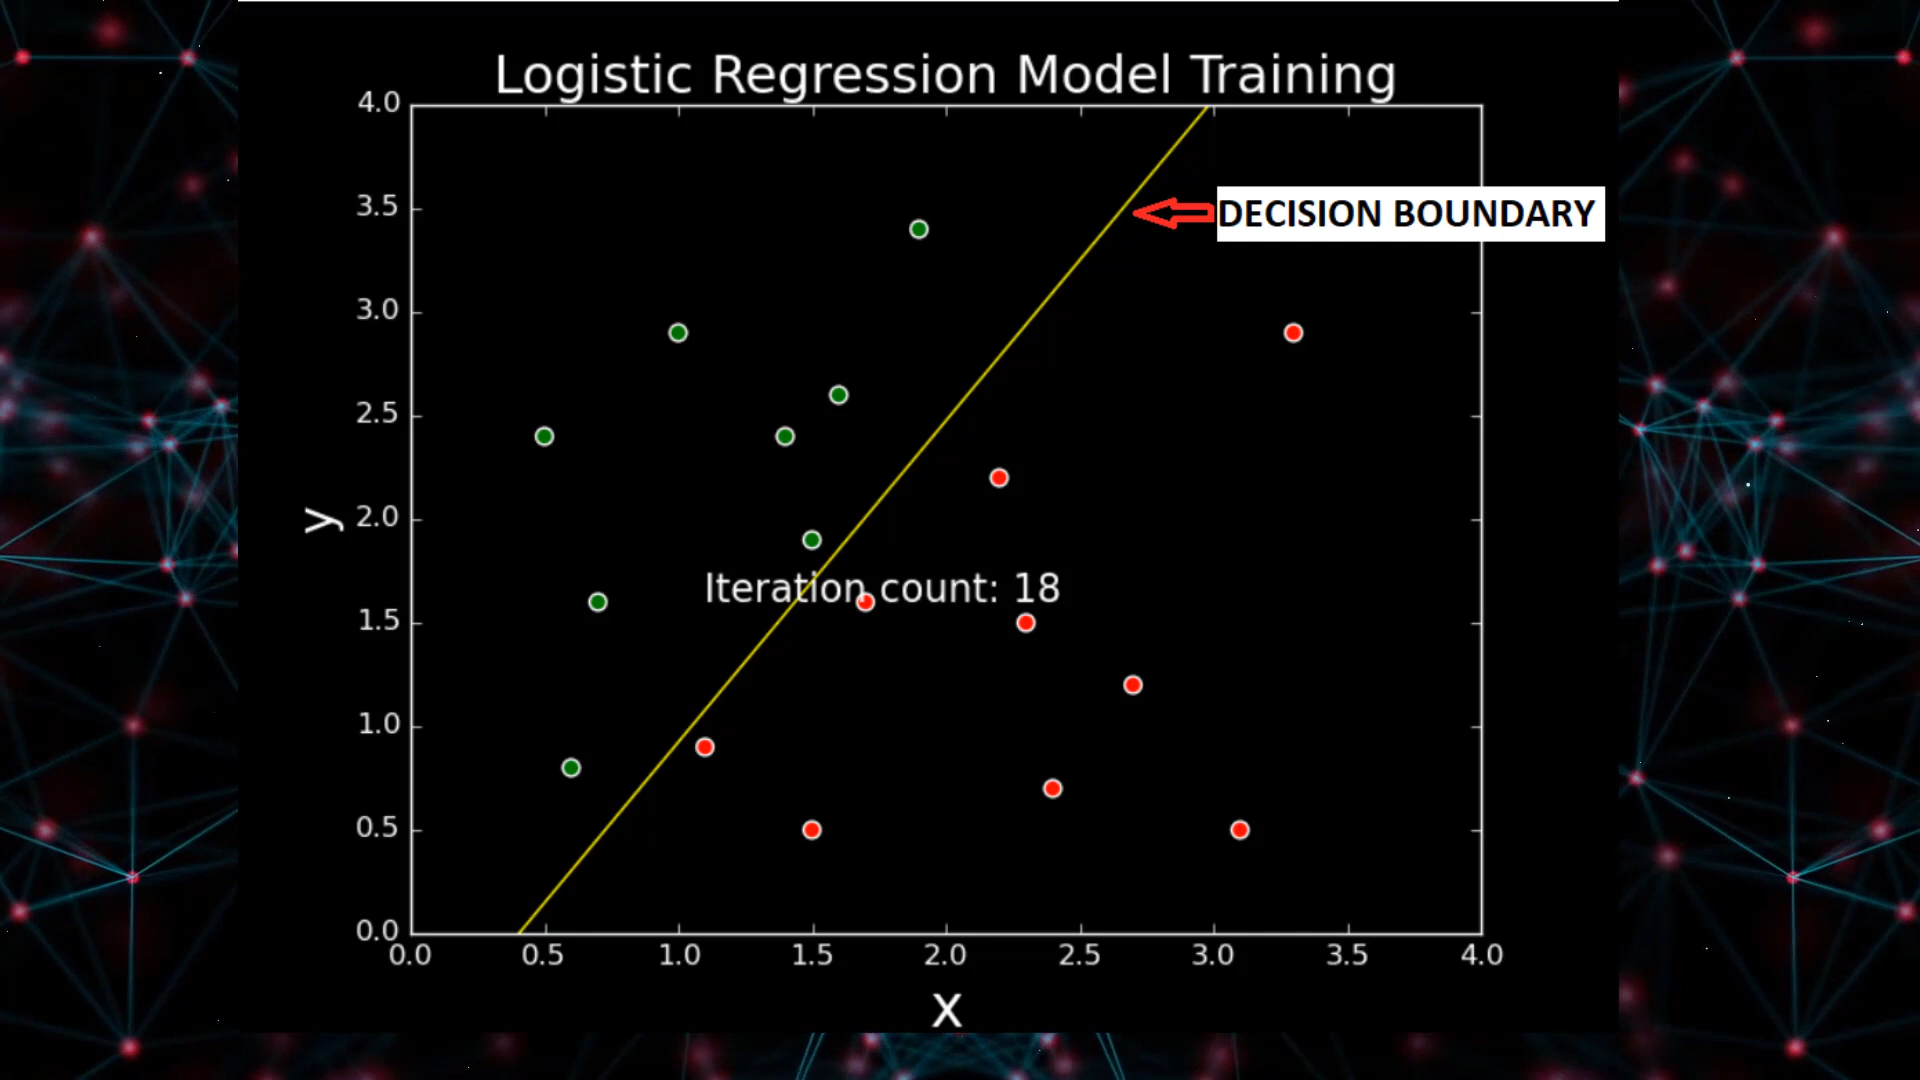 Logistic Regression Model Training
4.0
3.5
DECISION BOUNDARY
3.0
2.5
y
2.0
Iteration count: 18
1.5
1.0
0.5
0.0
0.0 0.5 1.0 1.5 2.0 2.5 3.0 3.5 4.0
x